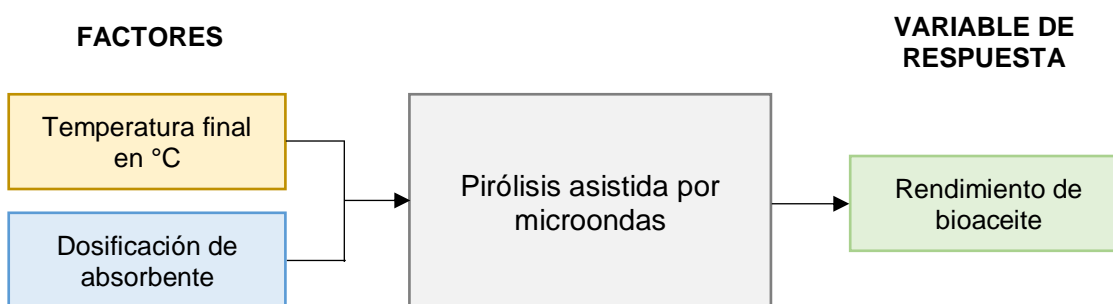 FACTORES
VARIABLE DE
RESPUESTA
Temperatura final
en °C
Dosificación de
absorbente
Pirólisis asistida por
microondas
Rendimiento de
bioaceite